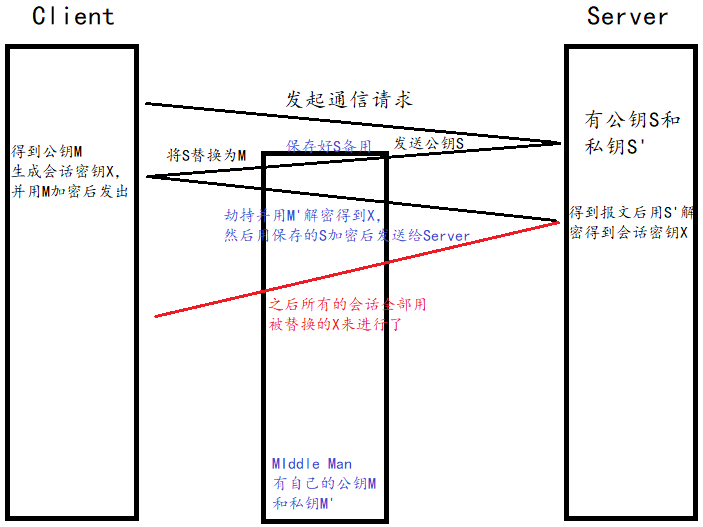 Client
Server
发起通信请求
有公钥S和
私钥S'
保存好S备用
发送公钥S
将S替换为M
得到公钥M
生成会话密钥X,
并用M加密后发出
劫持并用M'解密得到X,
然后用保存的S加密后发送给Server
得到报文后用S'解
密得到会话密钥X
之后所有的会话全部用
被替换的X来进行了
MIddle Man
有自己的公钥M
和私钥M'